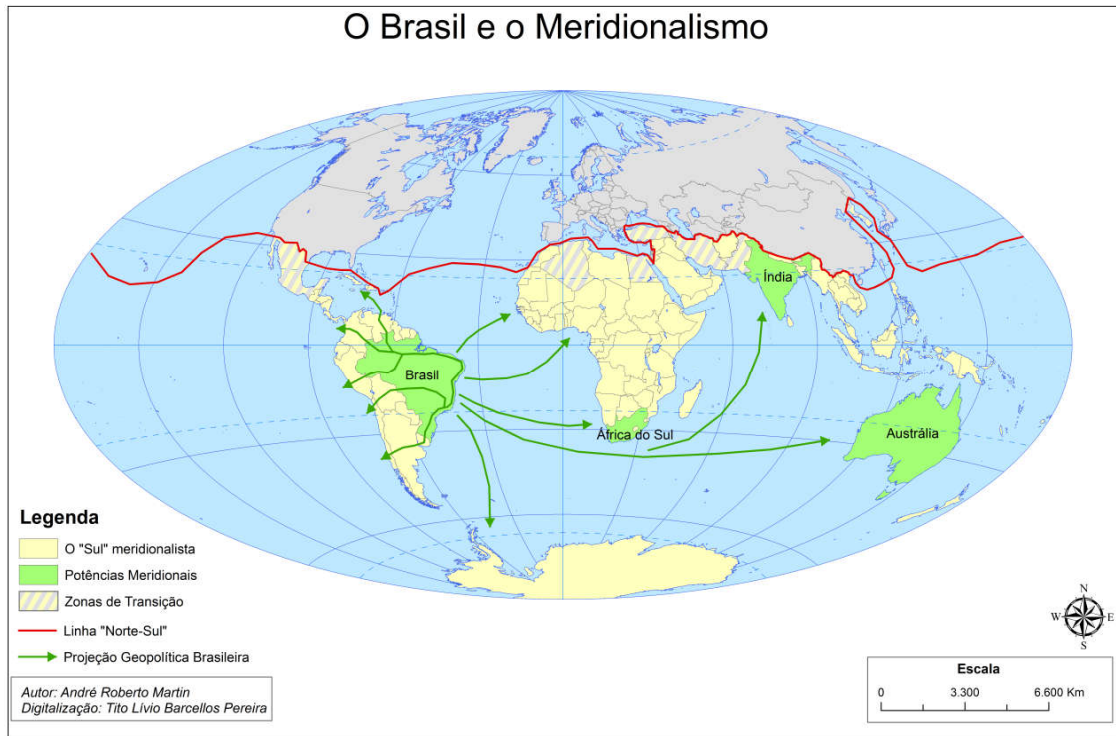 O Brasil e o Meridionalismo
Índia
Brasil
África do Sul
Austrália
Legenda
O "Sul" meridionalista
Potências Meridionais
Zonas de Transição
Linha "Norte-Sul"
Projeção Geopolítica Brasileira
Autor: André Roberto Martin
Digitalização: Tito Lívio Barcellos Pereira
N
W E
S
Escala
0 3.300 6.600 Km